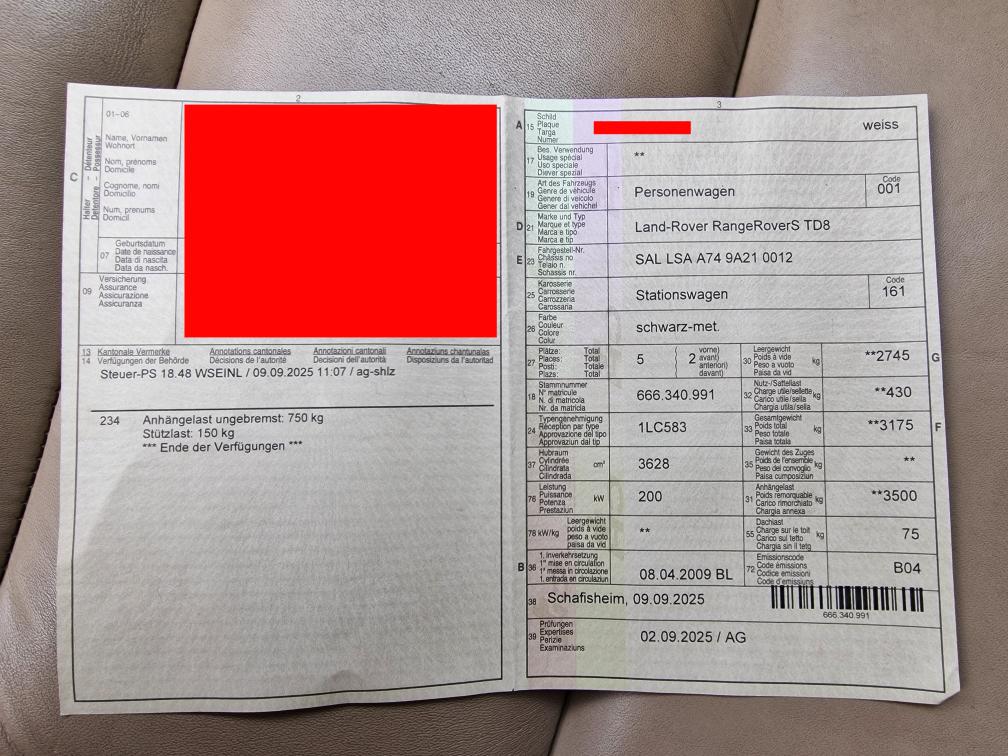 2
01-06
Name, Vornamen
Wohnort
Nom, prénoms
Domicile
Cognome, nomi
Domicilio
Num, prenums
Domicil
C
Halter - Détenteur
Detentore - Possessur
07
Geburtsdatum
Date de naissance
Data di nascita
Data da nasch.
09
Versicherung
Assurance
Assicurazione
Assicuranza
13 Kantonale Vermerke Annotations cantonales Annotazioni cantonali Annotaziuns chantunalas
14 Verfügungen der Behörde Décisions de l'autorité Decisioni dell'autorità Disposiziuns da l'autoritad
Steuer-PS 18.48 WSEINL / 09.09.2025 11:07 / ag-shlz
234 Anhängelast ungebremst: 750 kg
Stützlast: 150 kg
*** Ende der Verfügungen ***
3
A 15
Schild
Plaque
Targa
Numer
weiss
17
Bes. Verwendung
Usage spécial
Uso speciale
Diever spezial
**
19
Art des Fahrzeugs
Genre de véhicule
Genere di veicolo
Gener dal vehichel
Personenwagen
Code
001
D 21
Marke und Typ
Marque et type
Marca e tipo
Marca e tip
Land-Rover RangeRoverS TD8
E 23
Fahrgestell-Nr.
Châssis no
Telaio n.
Schassis nr.
SAL LSA A74 9A21 0012
25
Karosserie
Carrosserie
Carrozzeria
Carossaria
Stationswagen
Code
161
26
Farbe
Couleur
Colore
Colur
schwarz-met.
27
Plätze: Total
Places: Total
Posti: Totale
Plazs: Total
5
2
vorne)
avant)
anteriori)
davant)
30
Leergewicht
Poids à vide
Peso a vuoto
Paisa da vid
kg
**2745
G
18
Stammnummer
N° matricule
N. di matricola
Nr. da matricla
666.340.991
32
Nutz-/Sattellast
Charge utile/sellette
Carico utile/sella
Chargia utila/sella
kg
**430
24
Typengenehmigung
Réception par type
Approvazione del tipo
Approvaziun dal tip
1LC583
33
Gesamtgewicht
Poids total
Peso totale
Paisa totala
kg
**3175
F
37
Hubraum
Cylindrée
Cilindrata
Cilindrada
cm³
3628
35
Gewicht des Zuges
Poids de l'ensemble
Peso del convoglio
Paisa cumposiziun
kg
**
76
Leistung
Puissance
Potenza
Prestaziun
kW
200
31
Anhängelast
Poids remorquable
Carico rimorchiato
Chargia annexa
kg
**3500
78 kW/kg
Leergewicht
poids à vide
peso a vuoto
paisa da vid
**
55
Dachlast
Charge sur le toit
Carico sul tetto
Chargia sin il tetg
kg
75
B 36
1. Inverkehrsetzung
1re mise en circulation
1a messa in circolazione
1. entrada en circulaziun
08.04.2009 BL
72
Emissionscode
Code émissions
Codice emissioni
Code d'emissiuns
B04
38 Schafisheim, 09.09.2025
666.340.991
39
Prüfungen
Expertises
Perizie
Examinaziuns
02.09.2025 / AG